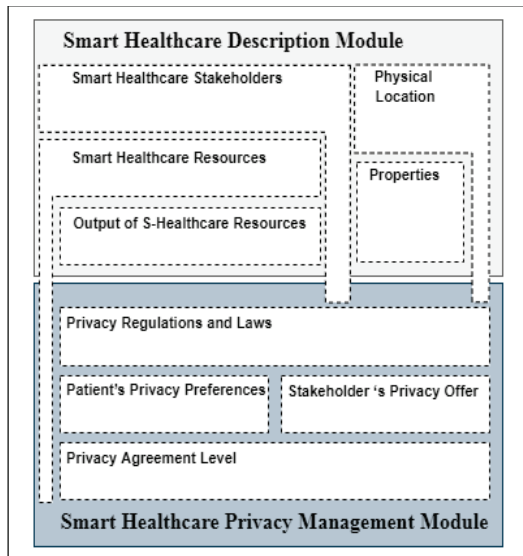 Smart Healthcare Description Module
Smart Healthcare Stakeholders
Physical
Location
Smart Healthcare Resources
Properties
Output of S-Healthcare Resources
Privacy Regulations and Laws
Patient's Privacy Preferences
Stakeholder 's Privacy Offer
Privacy Agreement Level
Smart Healthcare Privacy Management Module